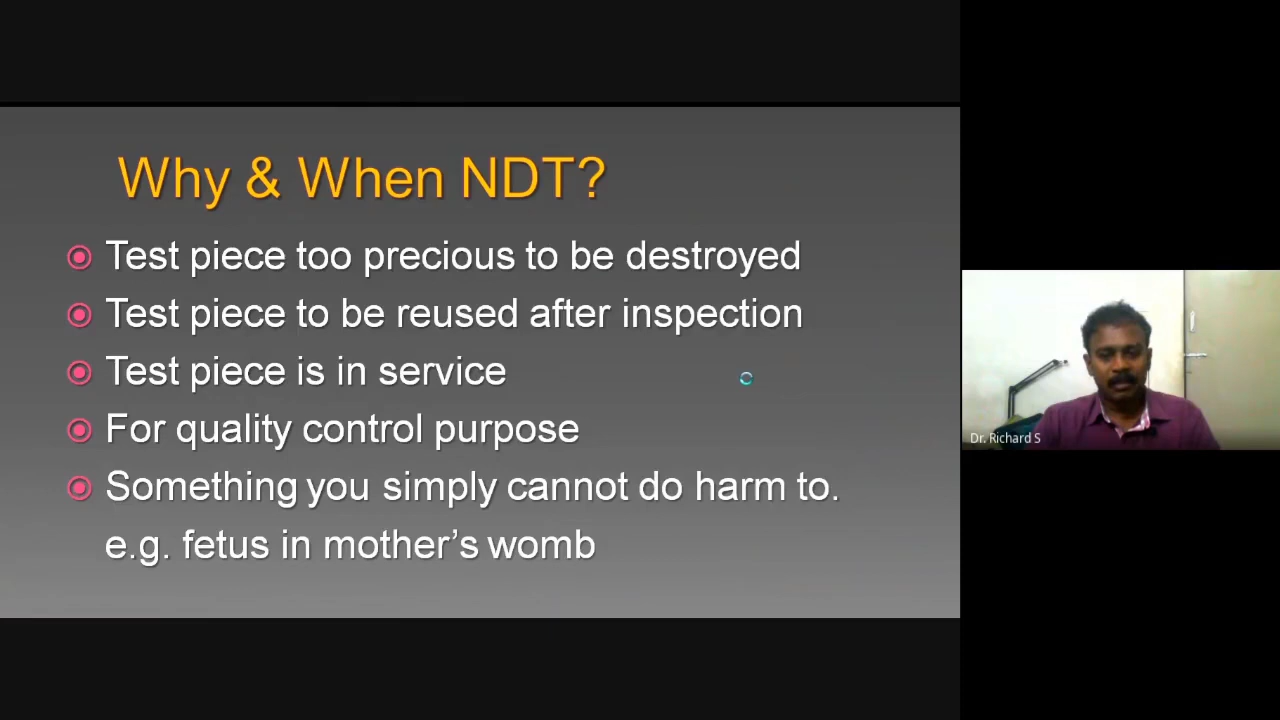 Why & When NDT?
Test piece too precious to be destroyed
Test piece to be reused after inspection
Test piece is in service
For quality control purpose
Something you simply cannot do harm to.
e.g. fetus in mother’s womb
Dr. Richard S